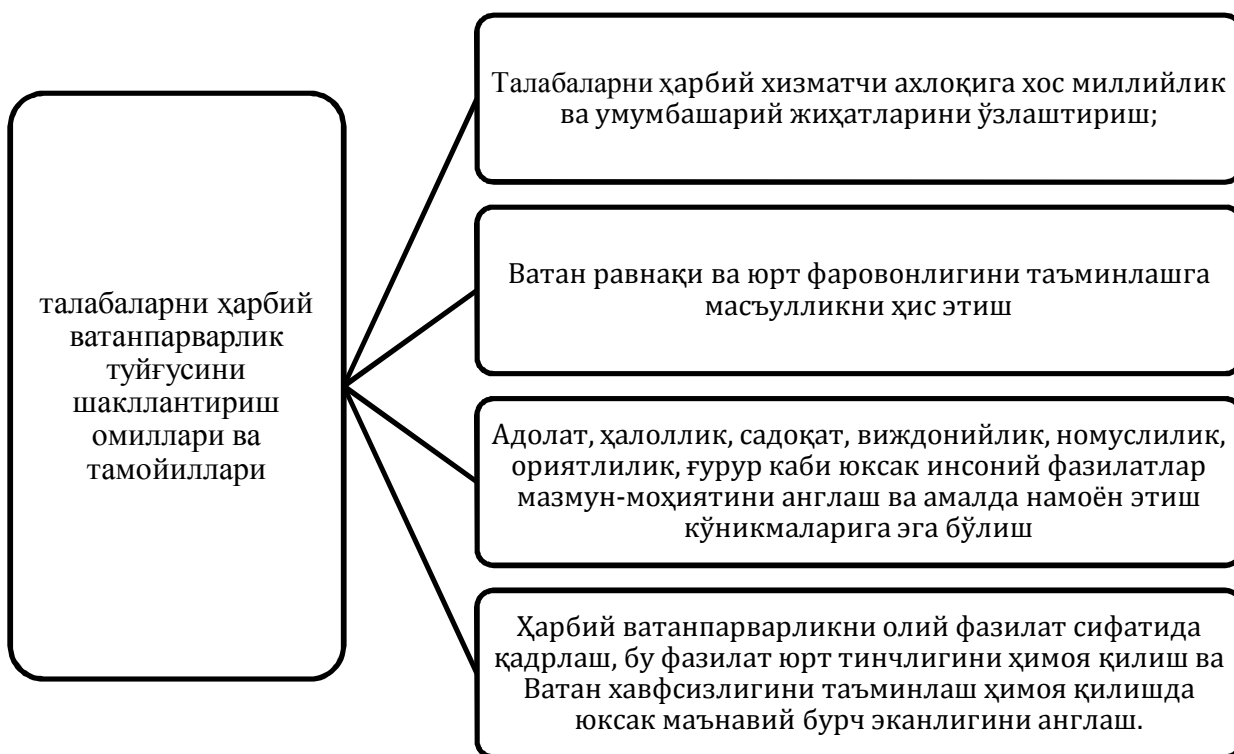 талабаларни ҳарбий
ватанпарварлик
туйғусини
шакллантириш
омиллари ва
тамойиллари
Талабаларни ҳарбий хизматчи ахлоқига хос миллийлик
ва умумбашарий жиҳатларини ўзлаштириш;
Ватан равнақи ва юрт фаровонлигини таъминлашга
масъулликни ҳис этиш
Адолат, ҳалоллик, садоқат, виждонийлик, номуслилик,
ориятлилик, ғурур каби юксак инсоний фазилатлар
мазмун-моҳиятини англаш ва амалда намоён этиш
кўникмаларига эга бўлиш
Ҳарбий ватанпарварликни олий фазилат сифатида
қадрлаш, бу фазилат юрт тинчлигини ҳимоя қилиш ва
Ватан хавфсизлигини таъминлаш ҳимоя қилишда
юксак маънавий бурч эканлигини англаш.